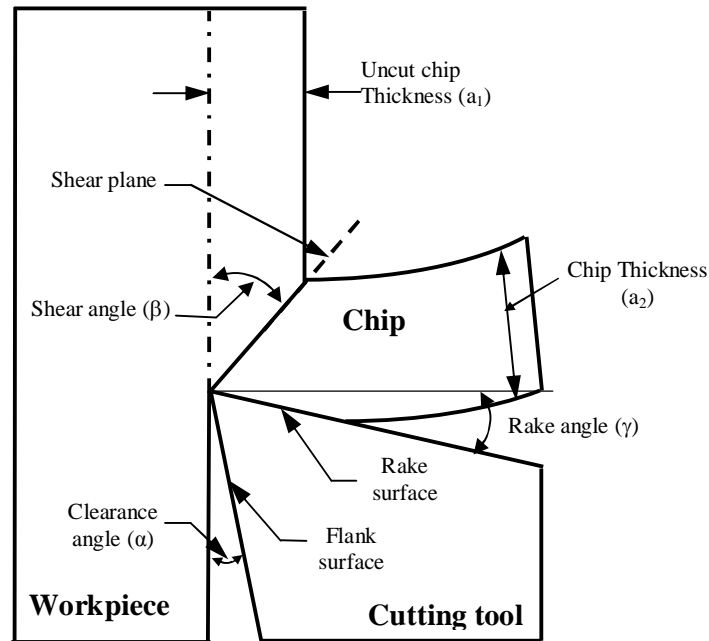 Uncut chip
Thickness (a₁)
Shear plane
Chip Thickness
(a₂)
Shear angle (β)
Chip
Rake angle (γ)
Rake
surface
Clearance
angle (α)
Flank
surface
Workpiece
Cutting tool